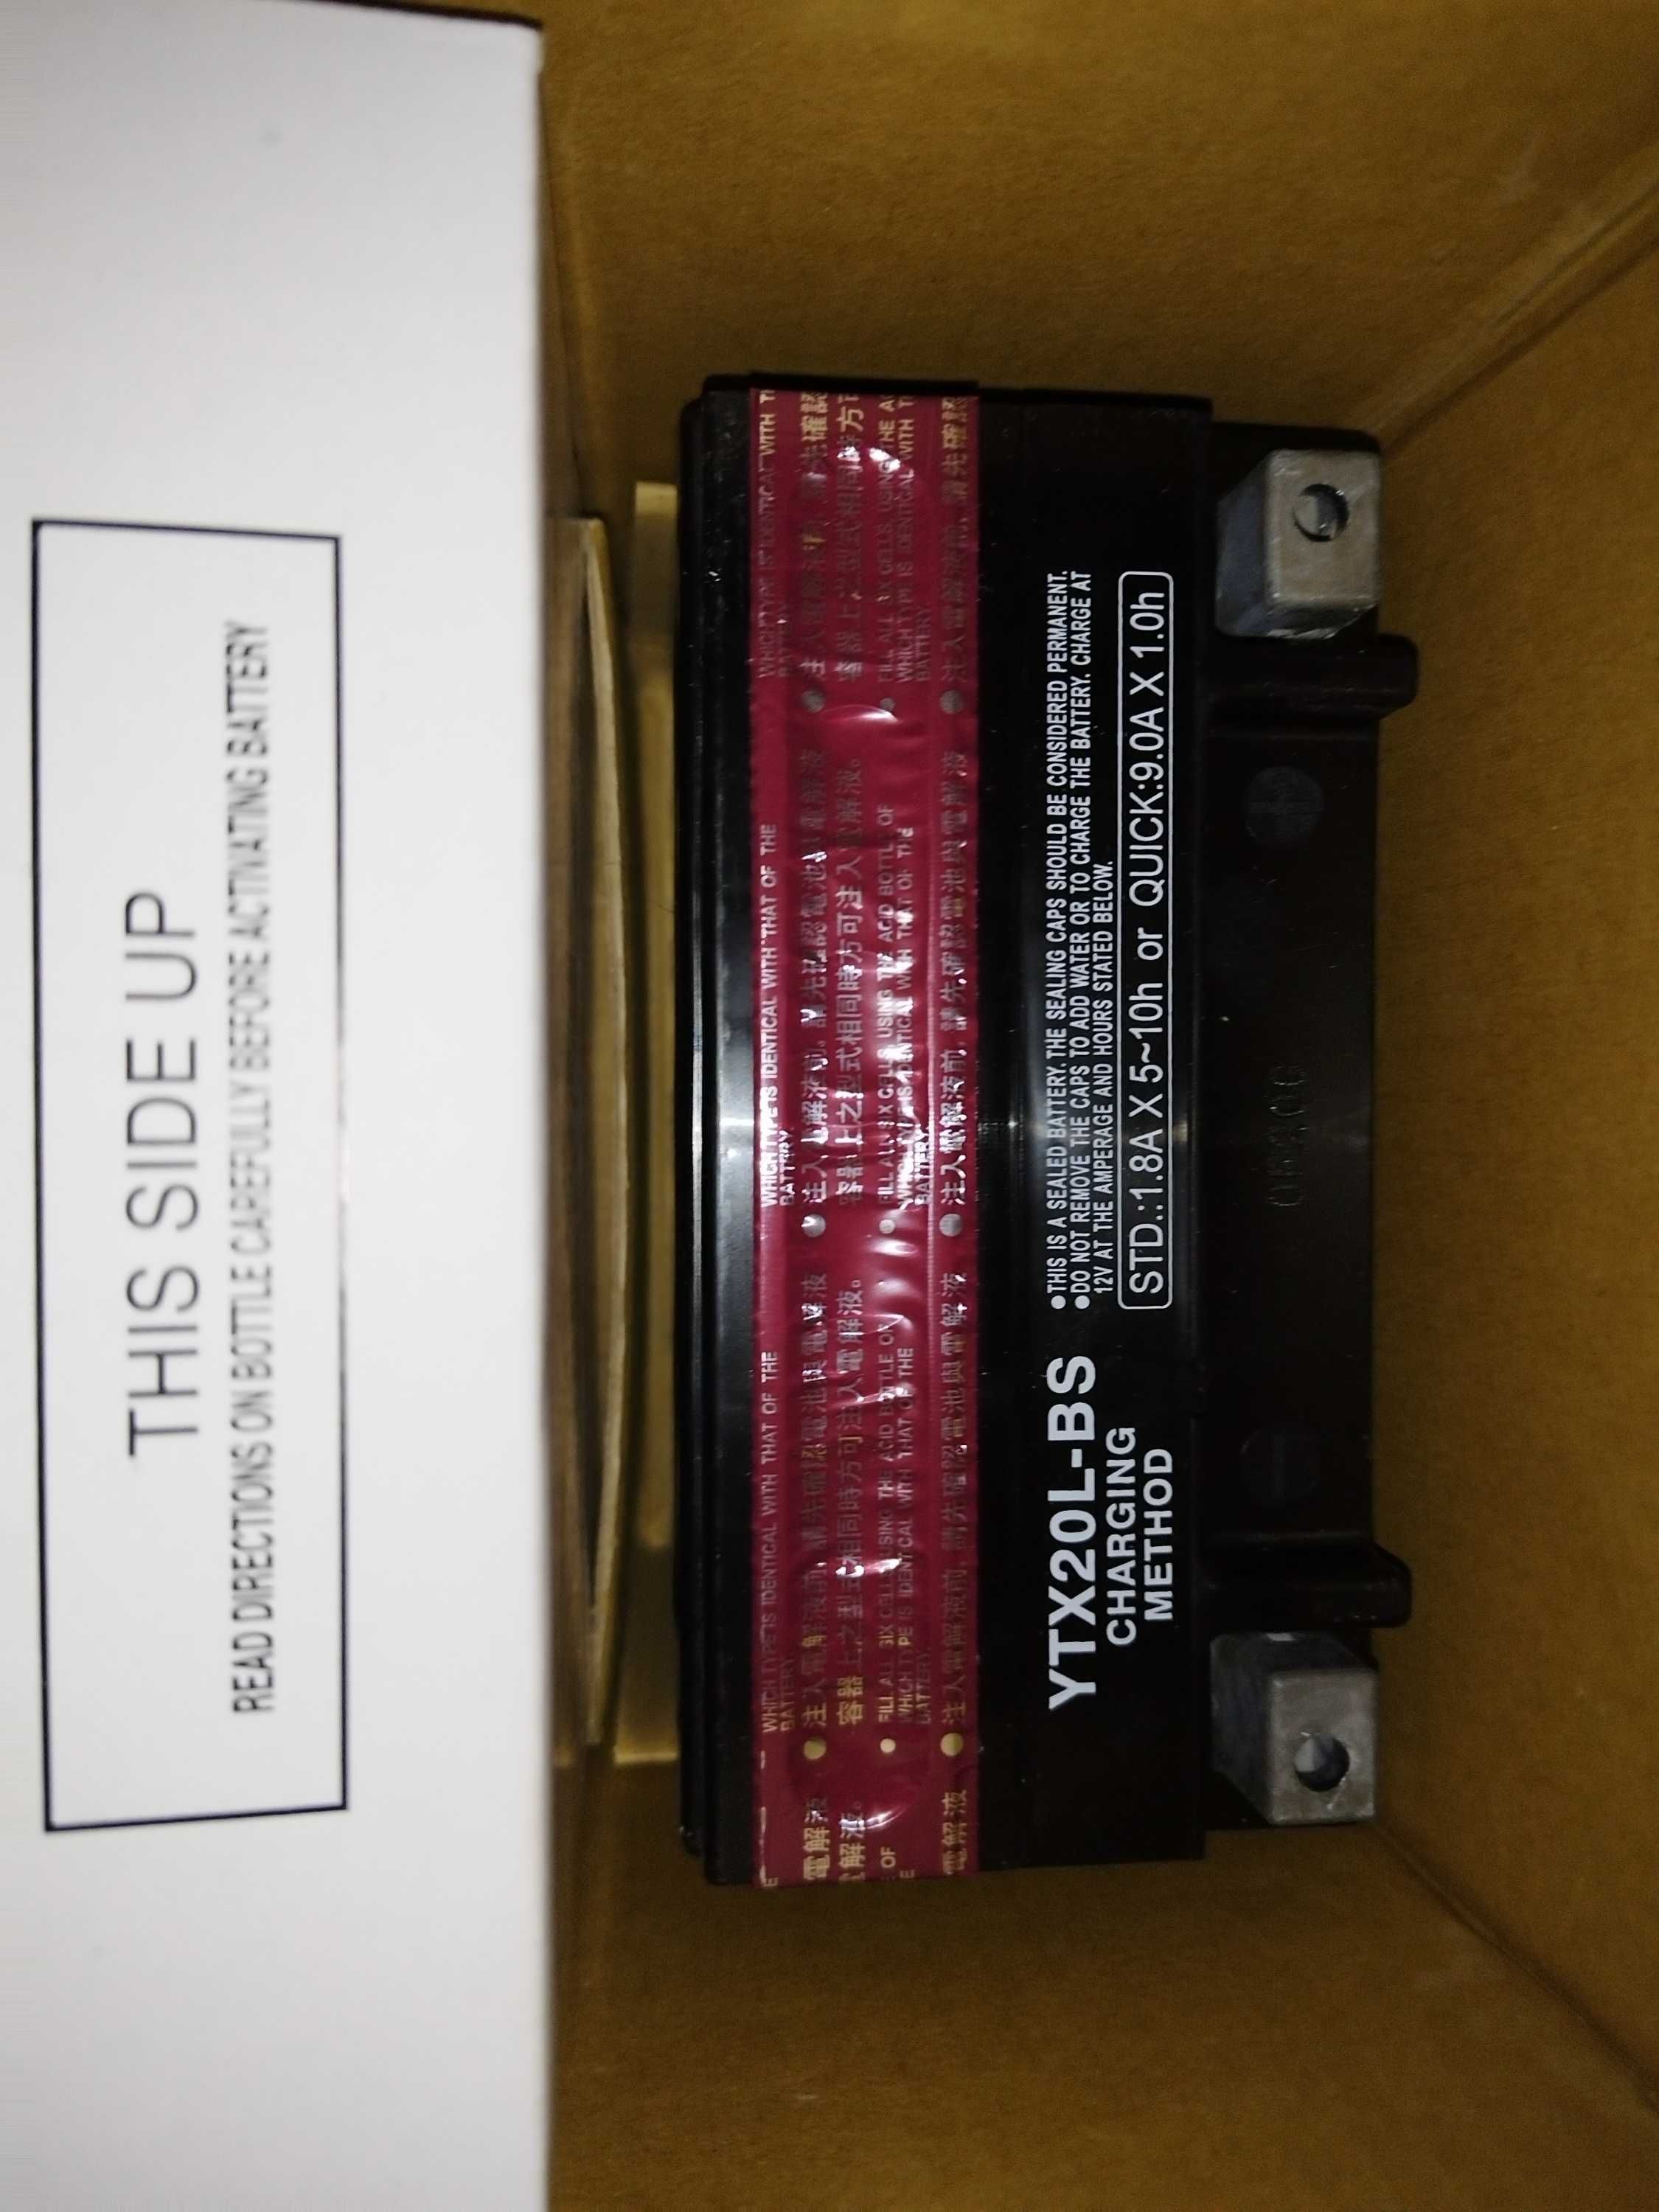 THIS SIDE UP
READ DIRECTIONS ON BOTTLE CAREFULLY BEFORE ACTIVATING BATTERY
WHICH TYPE IS IDENTICAL WITH THAT OF THE
BATTERY
●注入電解液前, 請先確認電池與電解液
容器上之型式相同時方可注入電解液。
●FILL ALL SIX CELLS, USING THE ACID BOTTLE OF
WHICH TYPE IS IDENTICAL WITH THAT OF THE
BATTERY
●注入電解液前, 請先確認電池與電解液
YTX20L-BS
CHARGING
METHOD
●THIS IS A SEALED BATTERY. THE SEALING CAPS SHOULD BE CONSIDERED PERMANENT.
●DO NOT REMOVE THE CAPS TO ADD WATER OR TO CHARGE THE BATTERY. CHARGE AT
12V AT THE AMPERAGE AND HOURS STATED BELOW.
STD.:1.8A X 5~10h or QUICK:9.0A X 1.0h